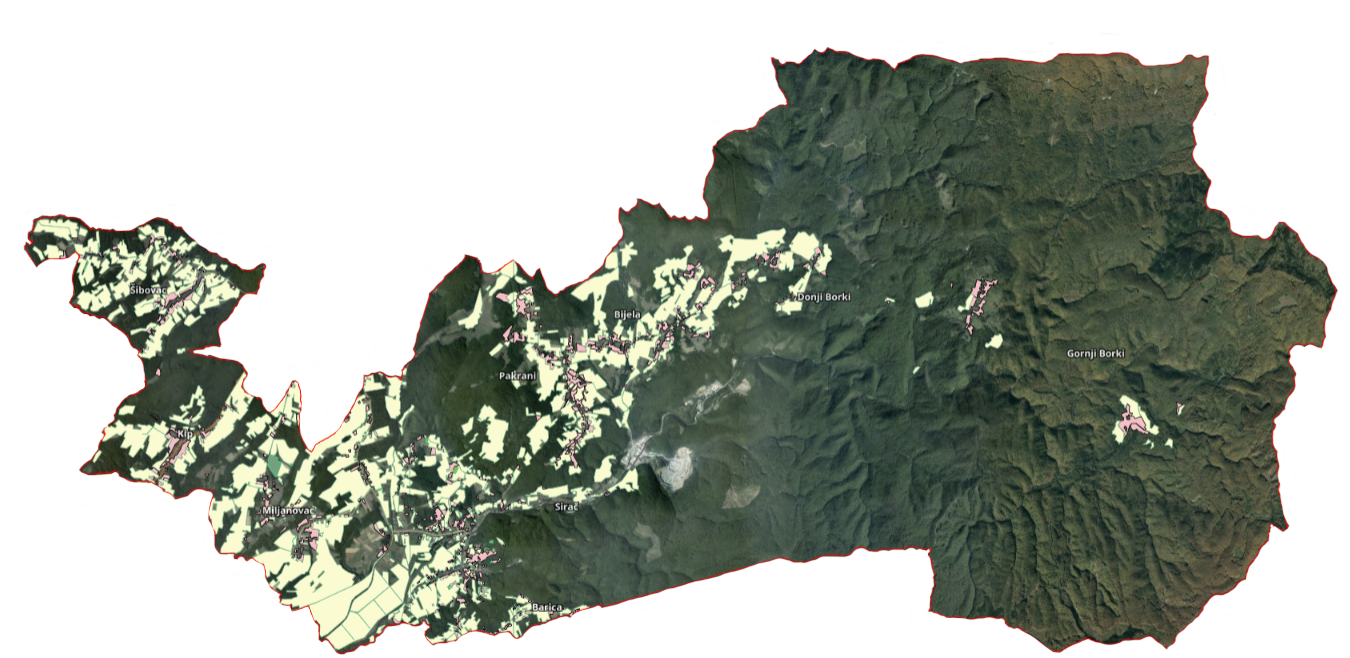 Šibovac
Donji Borki
Bijela
Gornji Borki
Pakrani
Kip
Sirač
Miljanovac
Barica